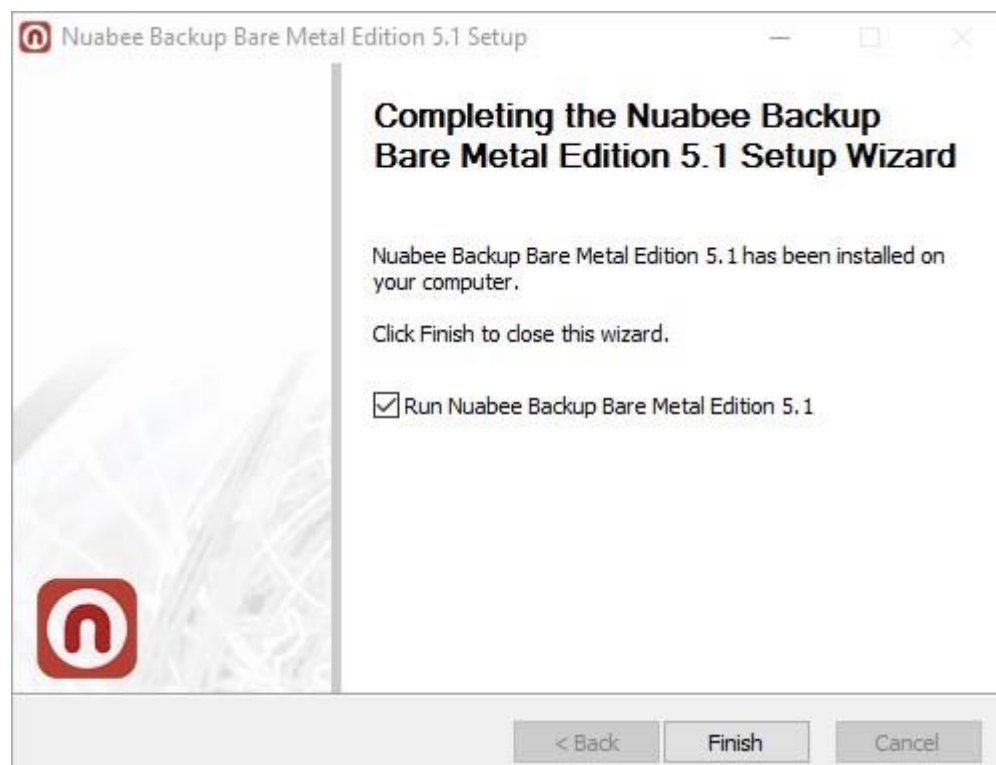 Nuabee Backup Bare Metal Edition 5.1 Setup
Completing the Nuabee Backup
Bare Metal Edition 5.1 Setup Wizard
Nuabee Backup Bare Metal Edition 5.1 has been installed on
your computer.
Click Finish to close this wizard.
Run Nuabee Backup Bare Metal Edition 5.1
< Back
Finish
Cancel